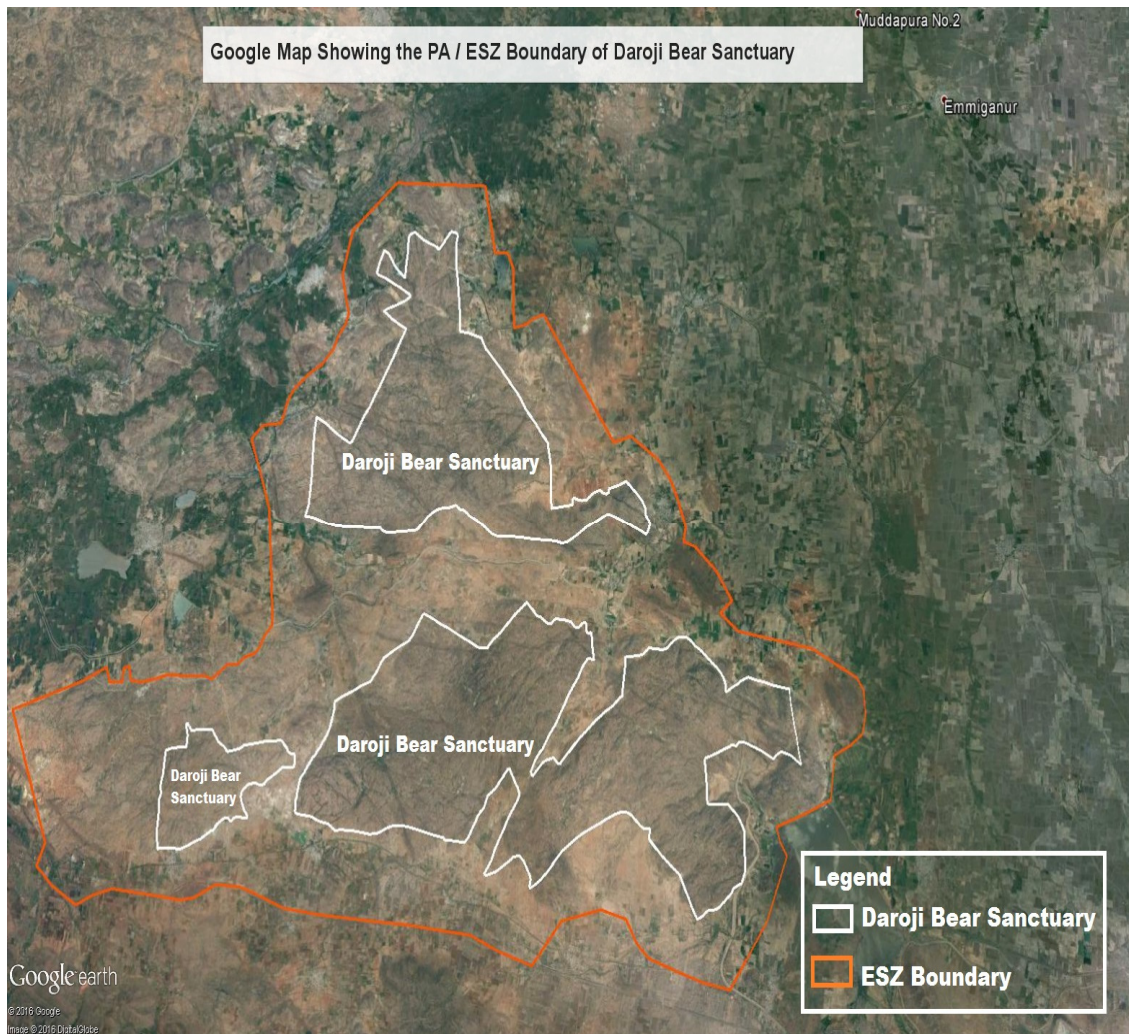 Muddapura No.2
Google Map Showing the PA / ESZ Boundary of Daroji Bear Sanctuary
Emmiganur
Daroji Bear Sanctuary
Daroji Bear Sanctuary
Daroji Bear
Sanctuary
Legend
Daroji Bear Sanctuary
ESZ Boundary
Google earth
© 2016 Google
Image © 2016 DigitalGlobe